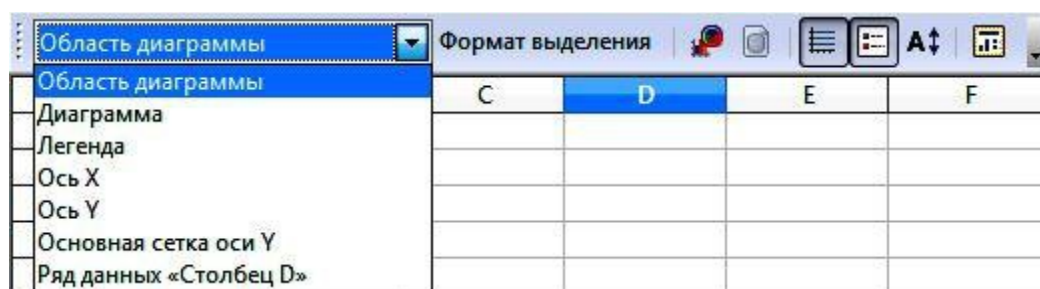 Область диаграммы Формат выделения A
Область диаграммы
C D E F
Диаграмма
Легенда
Ось X
Ось Y
Основная сетка оси Y
Ряд данных «Столбец D»